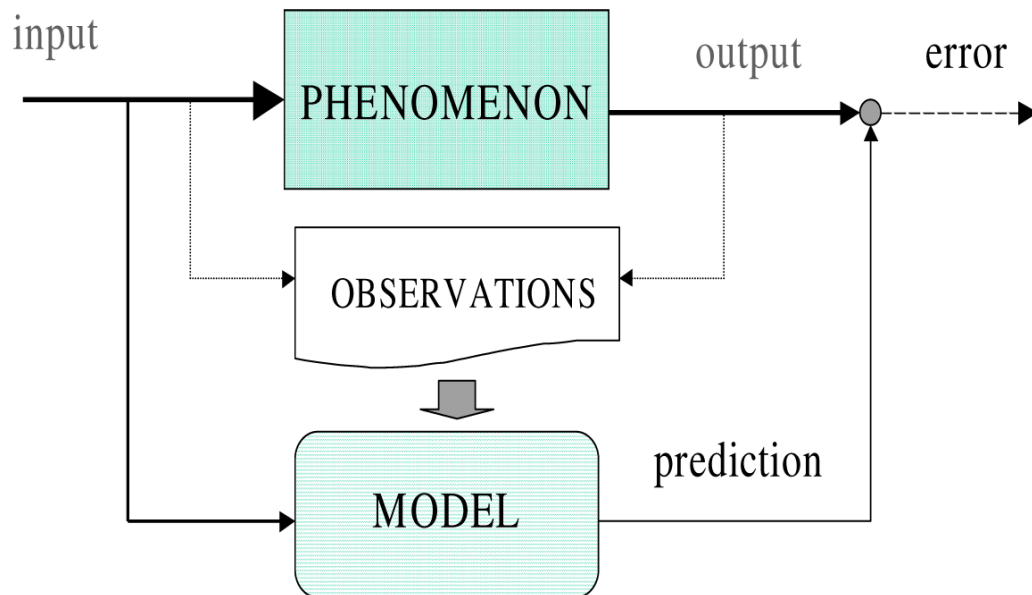 input
output
error
PHENOMENON
OBSERVATIONS
prediction
MODEL